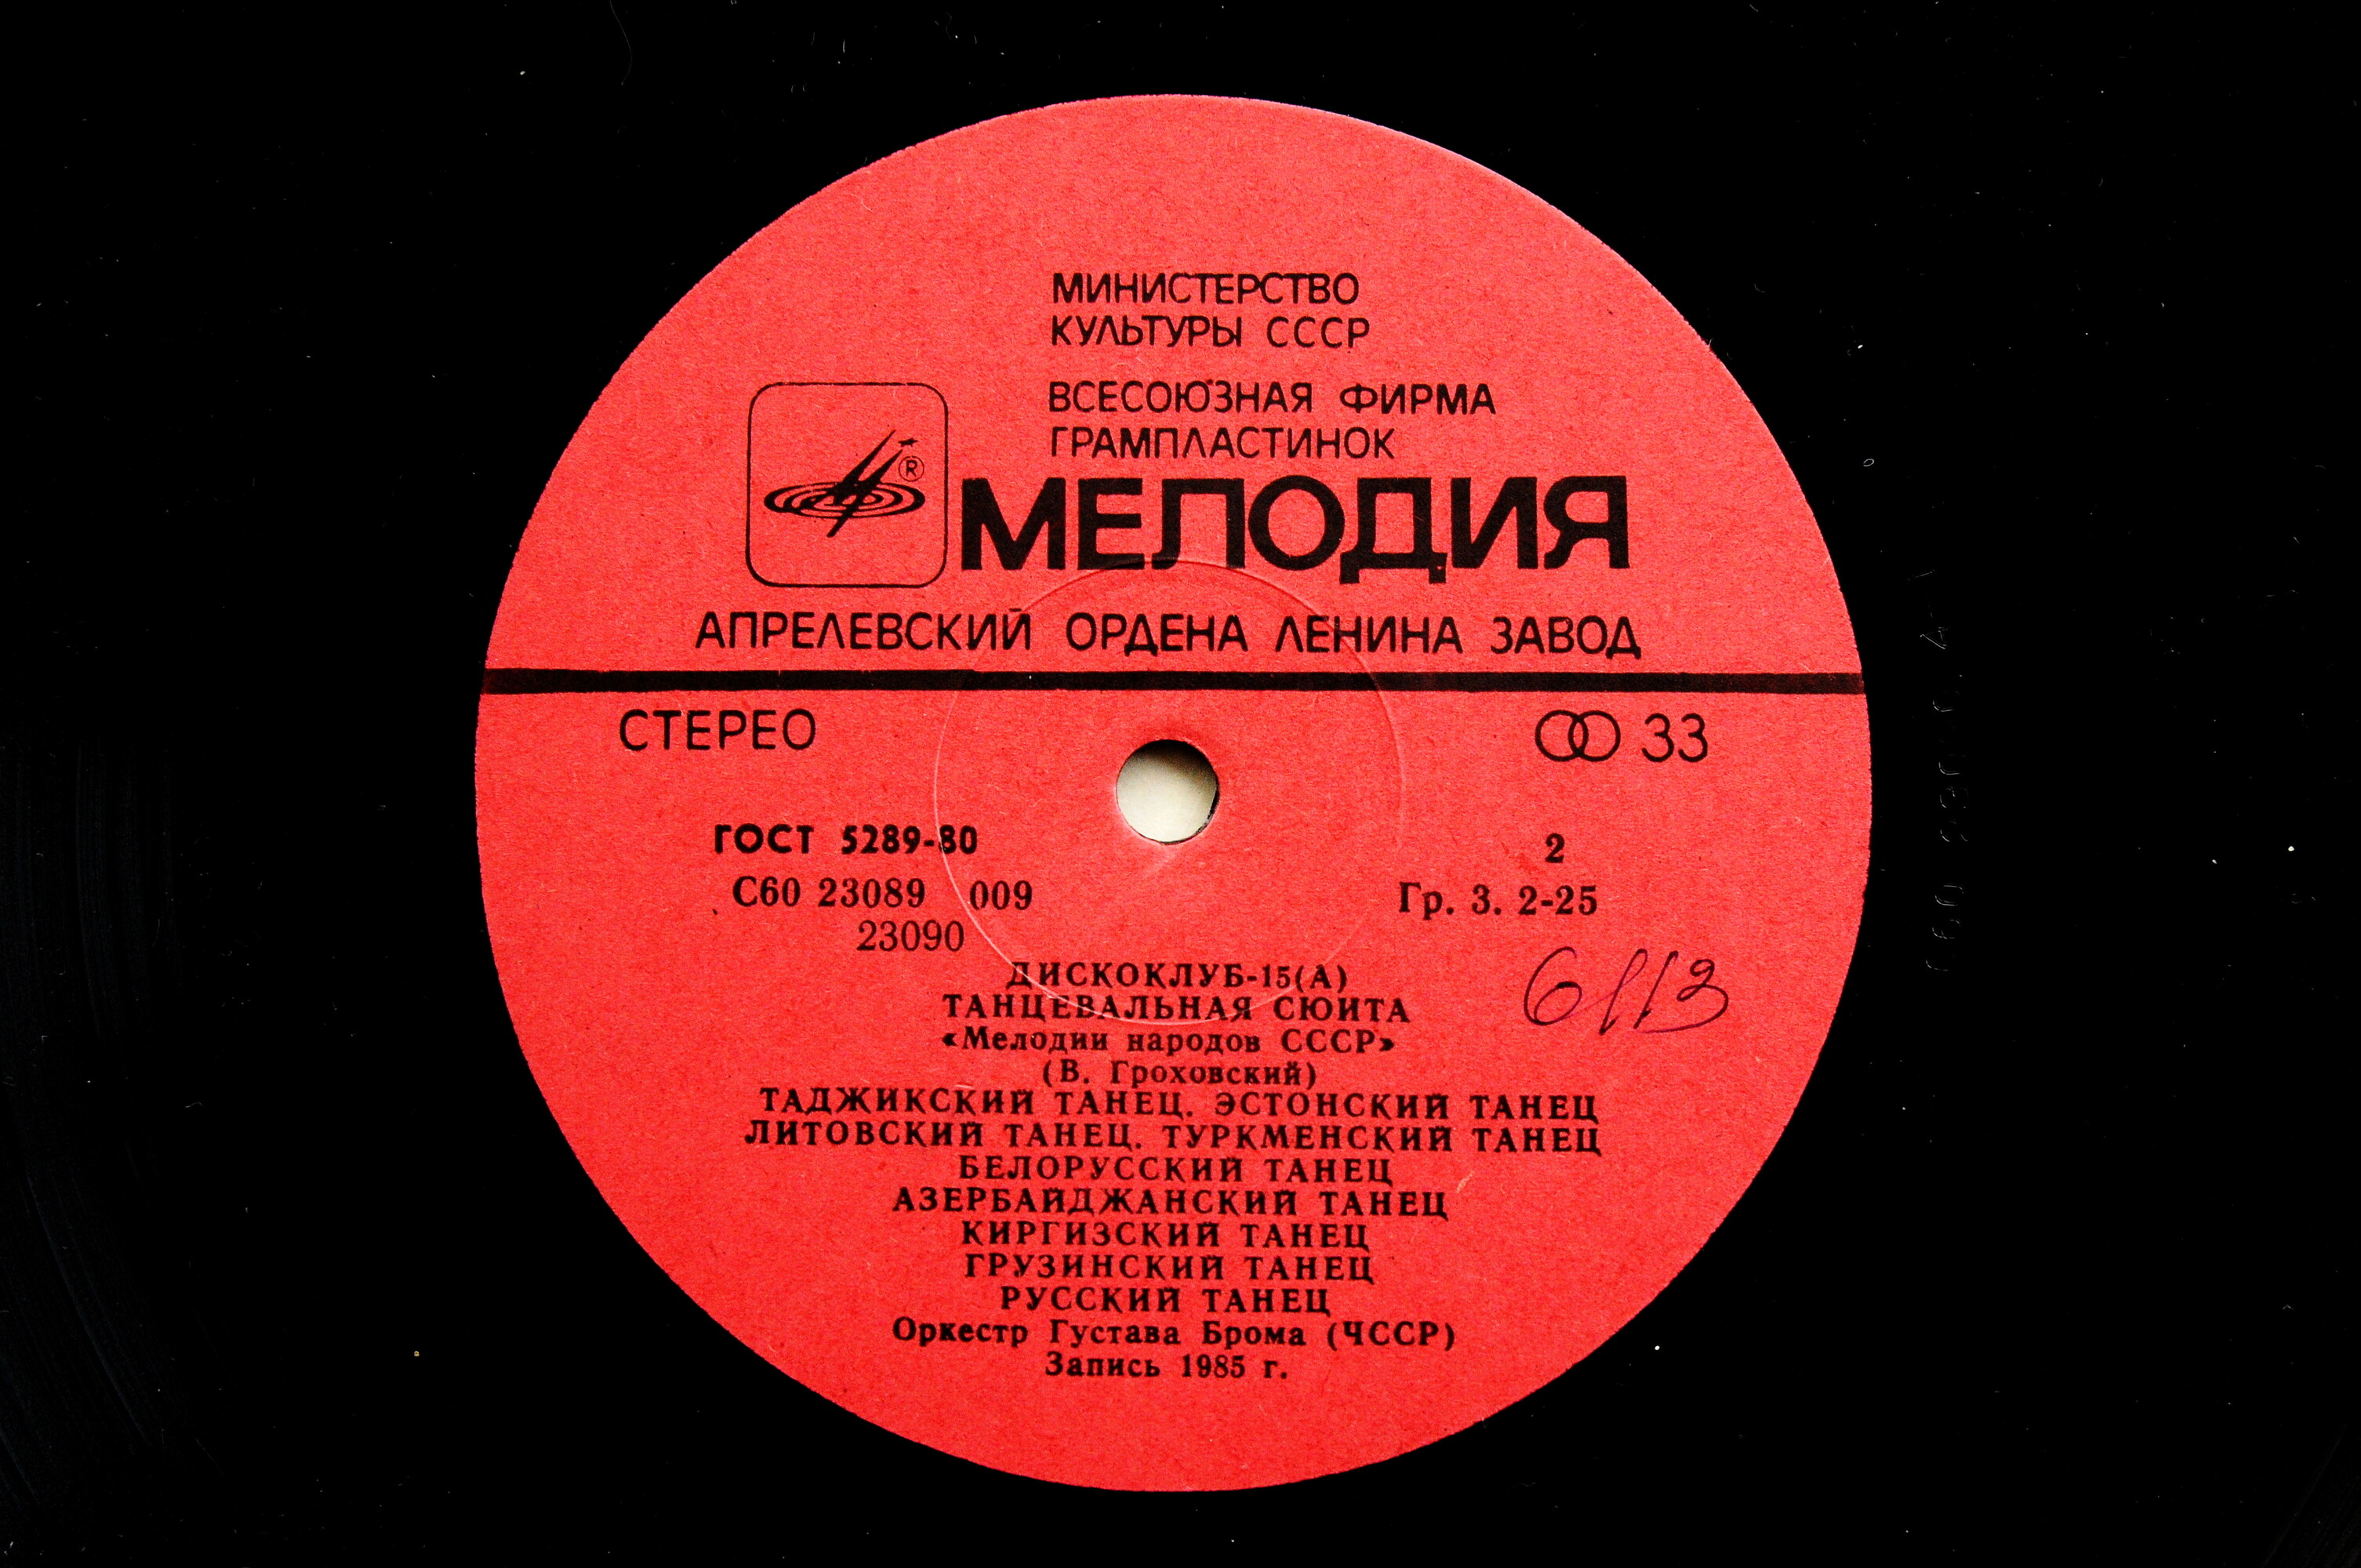 МИНИСТЕРСТВО
КУЛЬТУРЫ СССР
ВСЕСОЮЗНАЯ ФИРМА
ГРАМПЛАСТИНОК
®
МЕЛОДИЯ
АПРЕЛЕВСКИЙ ОРДЕНА ЛЕНИНА ЗАВОД
СТЕРЕО
33
ГОСТ 5289-80
2
С60 23089 009
Гр. 3. 2-25
23090
ДИСКОКЛУБ-15(А)
ТАНЦЕВАЛЬНАЯ СЮИТА
«Мелодии народов СССР»
(В. Гроховский)
ТАДЖИКСКИЙ ТАНЕЦ. ЭСТОНСКИЙ ТАНЕЦ
ЛИТОВСКИЙ ТАНЕЦ. ТУРКМЕНСКИЙ ТАНЕЦ
БЕЛОРУССКИЙ ТАНЕЦ
АЗЕРБАЙДЖАНСКИЙ ТАНЕЦ
КИРГИЗСКИЙ ТАНЕЦ
ГРУЗИНСКИЙ ТАНЕЦ
РУССКИЙ ТАНЕЦ
Оркестр Густава Брома (ЧССР)
Запись 1985 г.